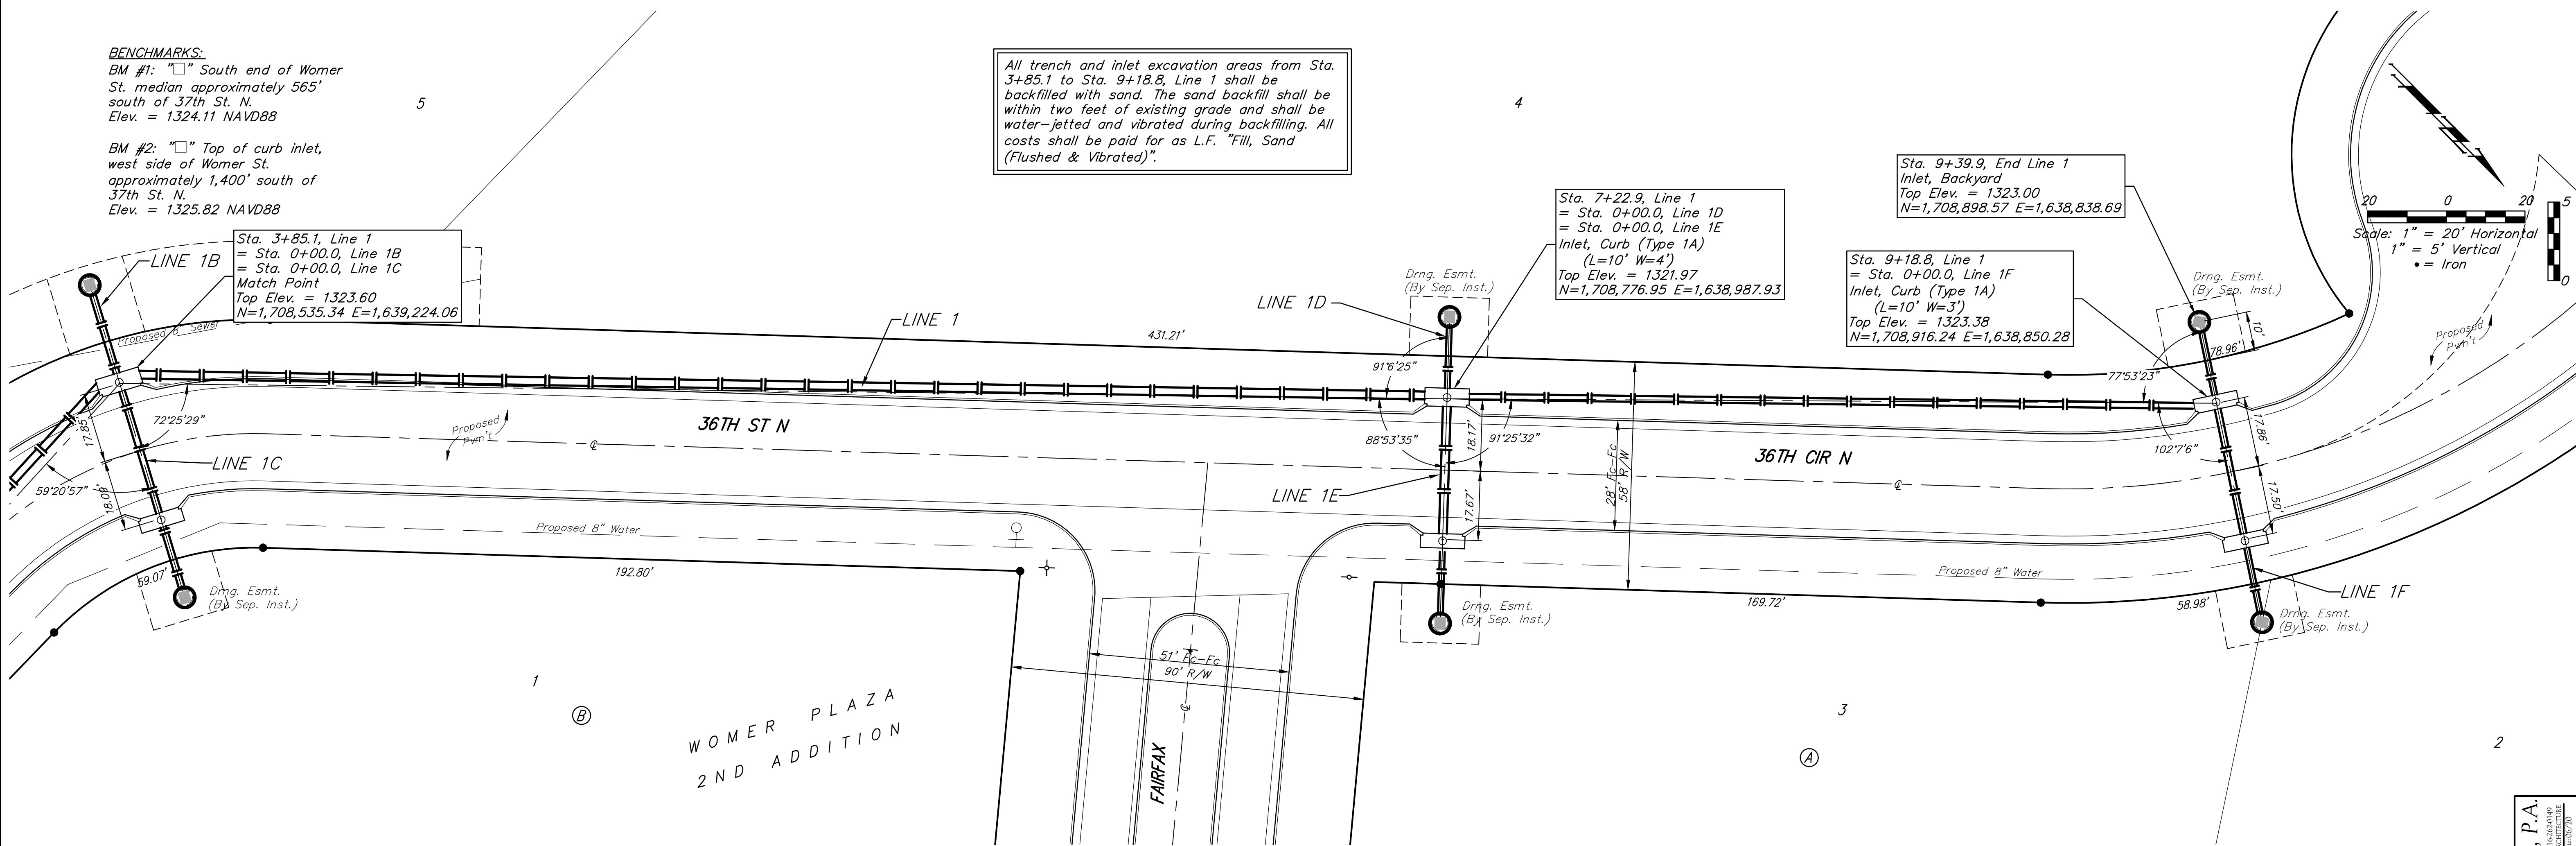 BENCHMARKS:
BM #1: "□" South end of Womer
St. median approximately 565'
south of 37th St. N.
Elev. = 1324.11 NAVD88
BM #2: "□" Top of curb inlet,
west side of Womer St.
approximately 1,400' south of
37th St. N.
Elev. = 1325.82 NAVD88
5
All trench and inlet excavation areas from Sta.
3+85.1 to Sta. 9+18.8, Line 1 shall be
backfilled with sand. The sand backfill shall be
within two feet of existing grade and shall be
water-jetted and vibrated during backfilling. All
costs shall be paid for as L.F. "Fill, Sand
(Flushed & Vibrated)".
4
Sta. 3+85.1, Line 1
= Sta. 0+00.0, Line 1B
= Sta. 0+00.0, Line 1C
Match Point
Top Elev. = 1323.60
N=1,708,535.34 E=1,639,224.06
Sta. 7+22.9, Line 1
= Sta. 0+00.0, Line 1D
= Sta. 0+00.0, Line 1E
Inlet, Curb (Type 1A)
(L=10' W=4')
Top Elev. = 1321.97
N=1,708,776.95 E=1,638,987.93
Sta. 9+39.9, End Line 1
Inlet, Backyard
Top Elev. = 1323.00
N=1,708,898.57 E=1,638,838.69
Sta. 9+18.8, Line 1
= Sta. 0+00.0, Line 1F
Inlet, Curb (Type 1A)
(L=10' W=3')
Top Elev. = 1323.38
N=1,708,916.24 E=1,638,850.28
20 0 20
5
0
Scale: 1" = 20' Horizontal
1" = 5' Vertical
• = Iron
LINE 1B
Proposed 8" Sewer
LINE 1
431.21'
LINE 1D
Drng. Esmt.
(By Sep. Inst.)
Drng. Esmt.
(By Sep. Inst.)
10'
78.96'
Proposed
Pvm't
91°6'25"
77°53'23"
72°25'29"
17.85'
18.09'
59°20'57"
LINE 1C
Proposed
Pvm't
36TH ST N
℄
88°53'35"
18.17'
91°25'32"
17.67'
LINE 1E
28' Fc-Fc
58' R/W
36TH CIR N
℄
102°7'6"
17.86'
17.50'
Proposed 8" Water
Proposed 8" Water
59.07'
192.80'
Drng. Esmt.
(By Sep. Inst.)
Drng. Esmt.
(By Sep. Inst.)
169.72'
58.98'
LINE 1F
Drng. Esmt.
(By Sep. Inst.)
51' Fc-Fc
90' R/W
℄
FAIRFAX
1
B
WOMER PLAZA
2ND ADDITION
3
A
2
P.A.